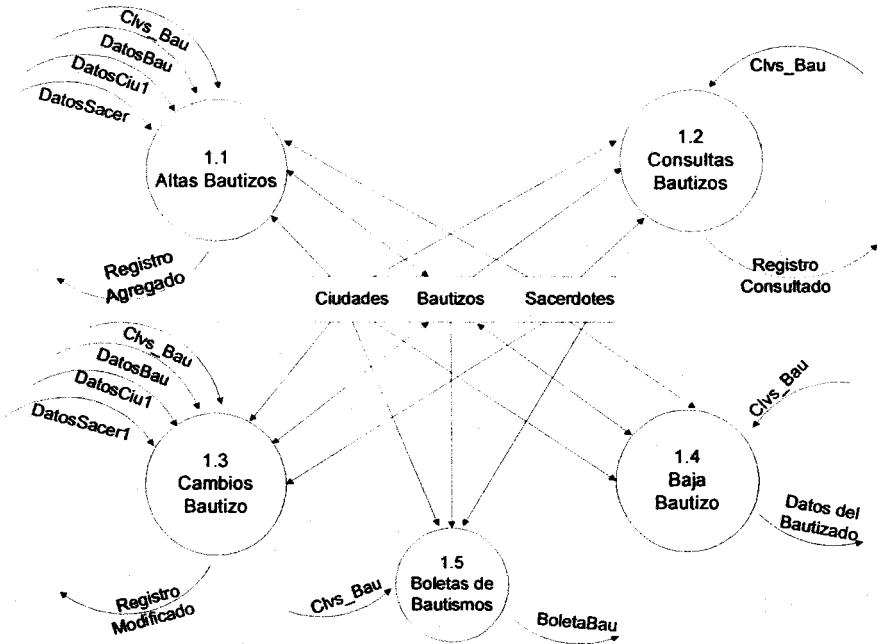 Clvs_Bau
DatosBau
DatosCiu1
DatosSacer
1.1
Altas Bautizos
Registro
Agregado
Clvs_Bau
1.2
Consultas
Bautizos
Registro
Consultado
Ciudades
Bautizos
Sacerdotes
Clvs_Bau
DatosBau
DatosCiu1
DatosSacer1
1.3
Cambios
Bautizo
Registro
Modificado
Clvs_Bau
1.4
Baja
Bautizo
Datos del
Bautizado
Clvs_Bau
1.5
Boletas de
Bautismos
BoletaBau